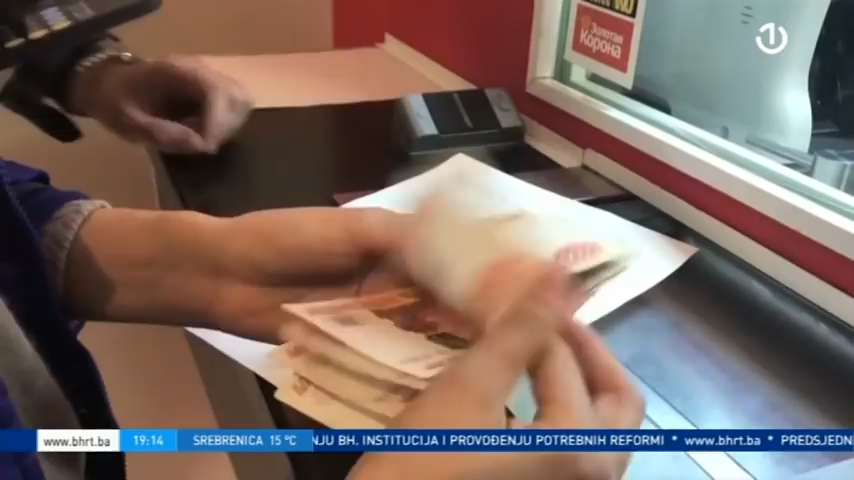 Золотая
Корона
1
www.bhrt.ba 19:14 SREBRENICA 15 °C NJU BH. INSTITUCIJA I PROVOĐENJU POTREBNIH REFORMI * www.bhrt.ba * PREDSJEDN